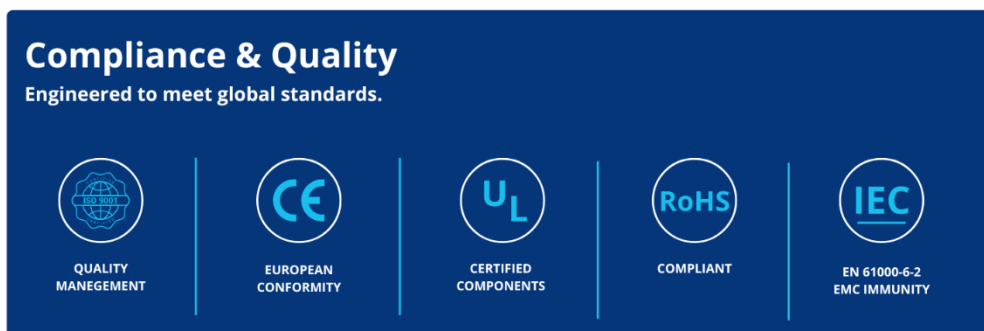 Compliance & Quality
Engineered to meet global standards.
ISO 9001
QUALITY
MANEGEMENT
CE
EUROPEAN
CONFORMITY
UL
CERTIFIED
COMPONENTS
RoHS
COMPLIANT
IEC
EN 61000-6-2
EMC IMMUNITY